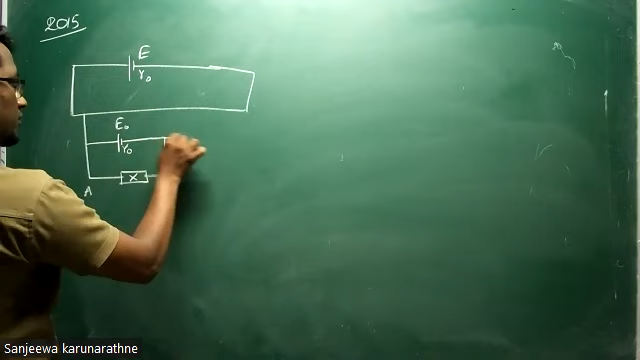 2015
E
r₀
E₀
r₀
A
X
Sanjeewa karunarathne